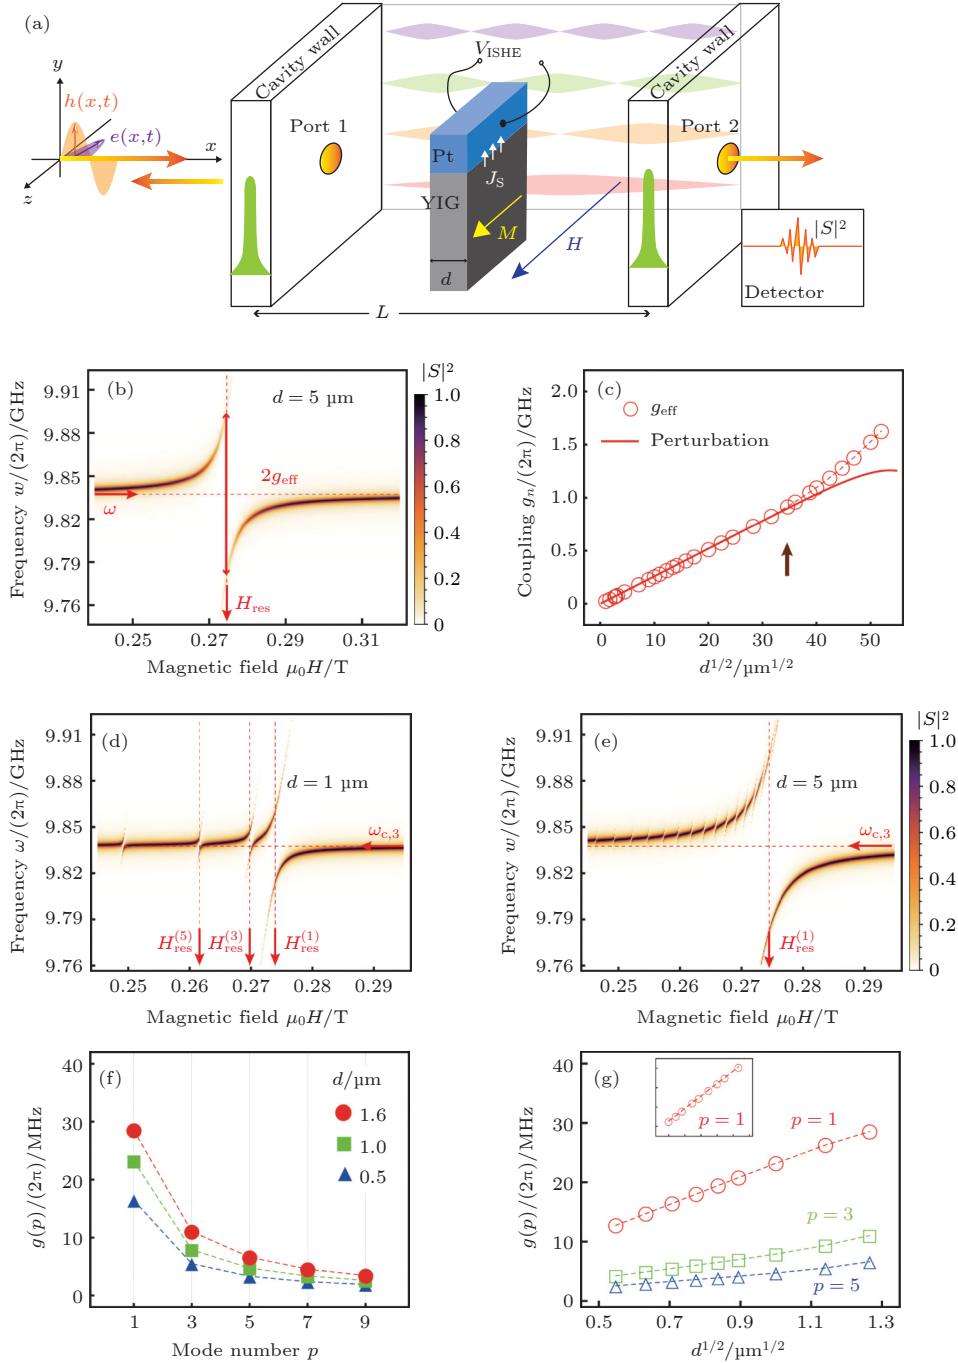 (a)
y
h(x,t)
e(x,t)
x
z
Cavity wall
Port 1
V_ISHE
Pt
J_S
YIG
M
H
d
Cavity wall
Port 2
|S|²
Detector
L
(b)
d = 5 µm
9.91
9.88
9.85
9.82
9.79
9.76
Frequency w/(2π)/GHz
ω
2g_eff
H_res
0.25
0.27
0.29
0.31
Magnetic field µ₀H/T
|S|²
1.0
0.8
0.6
0.4
0.2
0
(c)
g_eff
Perturbation
2.0
1.5
1.0
0.5
0
Coupling g_n/(2π)/GHz
0
10
20
30
40
50
d^1/2/µm^1/2
(d)
d = 1 µm
9.91
9.88
9.85
9.82
9.79
9.76
Frequency ω/(2π)/GHz
ω_c,3
H_res^(5)
H_res^(3)
H_res^(1)
0.25
0.26
0.27
0.28
0.29
Magnetic field µ₀H/T
(e)
d = 5 µm
9.91
9.88
9.85
9.82
9.79
9.76
Frequency w/(2π)/GHz
ω_c,3
H_res^(1)
0.25
0.26
0.27
0.28
0.29
Magnetic field µ₀H/T
|S|²
1.0
0.8
0.6
0.4
0.2
0
(f)
d/µm
1.6
1.0
0.5
40
30
20
10
0
g(p)/(2π)/MHz
1
3
5
7
9
Mode number p
(g)
p = 1
p = 1
p = 3
p = 5
40
30
20
10
0
g(p)/(2π)/MHz
0.5
0.7
0.9
1.1
1.3
d^1/2/µm^1/2